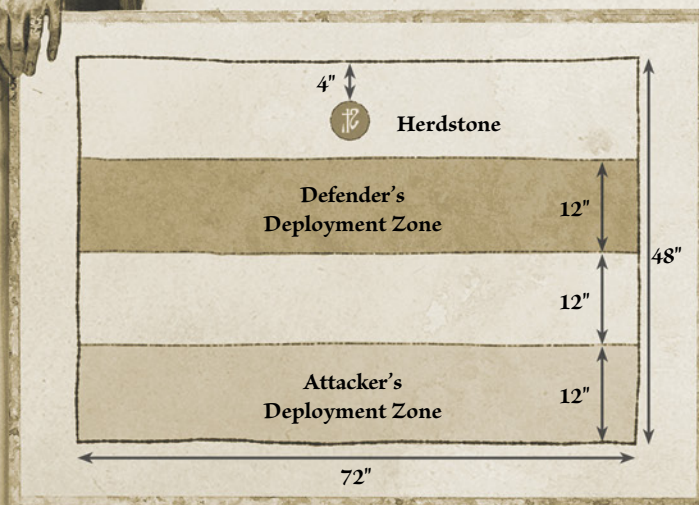 4"
Herdstone
Defender's
Deployment Zone
12"
48"
12"
Attacker's
Deployment Zone
12"
72"